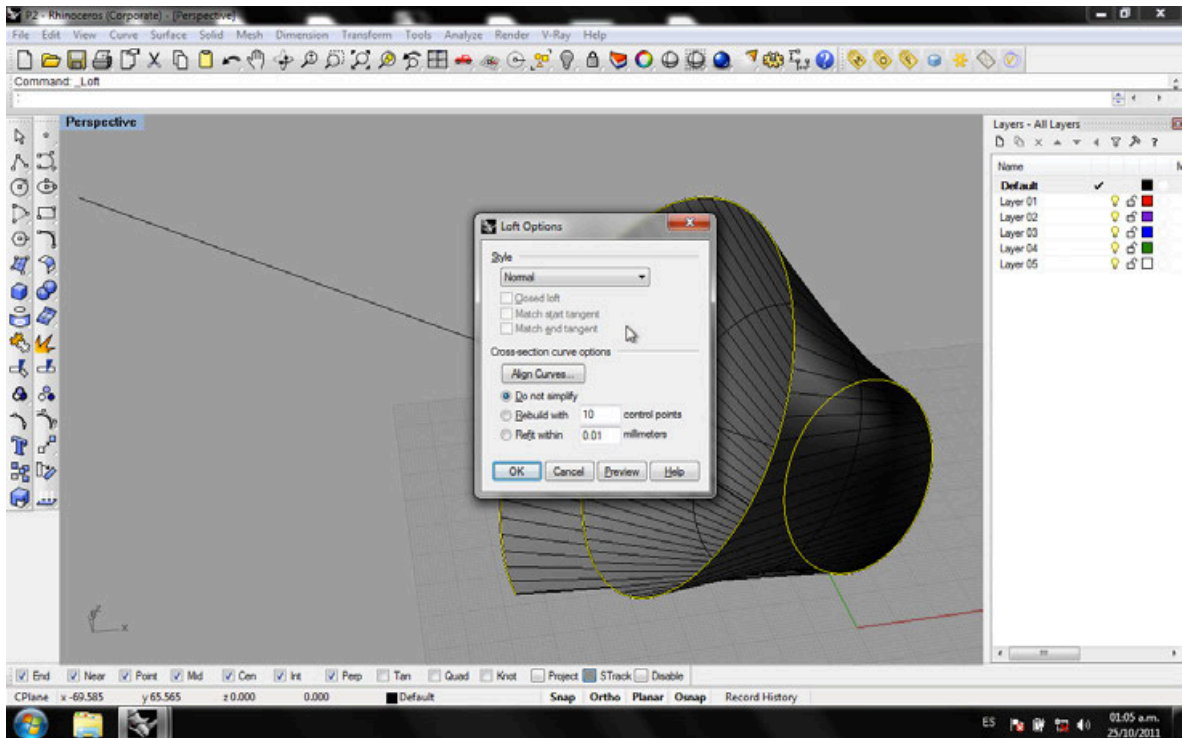 P2 - Rhinoceros (Corporate) - [Perspective]
File Edit View Curve Surface Solid Mesh Dimension Transform Tools Analyze Render V-Ray Help
Command: _Loft
:
Perspective
Layers - All Layers
Name
Default
Layer 01
Layer 02
Layer 03
Layer 04
Layer 05
Loft Options
Style
Normal
Closed loft
Match start tangent
Match end tangent
Cross-section curve options
Align Curves...
Do not simplify
Rebuild with 10 control points
Refit within 0.01 millimeters
OK Cancel Preview Help
x
End Near Point Mid Cen Int Perp Tan Quad Knot Project STrack Disable
CPlane x -69.585 y 65.565 z 0.000 0.000 Default Snap Ortho Planar Osnap Record History
ES
01:05 a.m.
25/10/2011